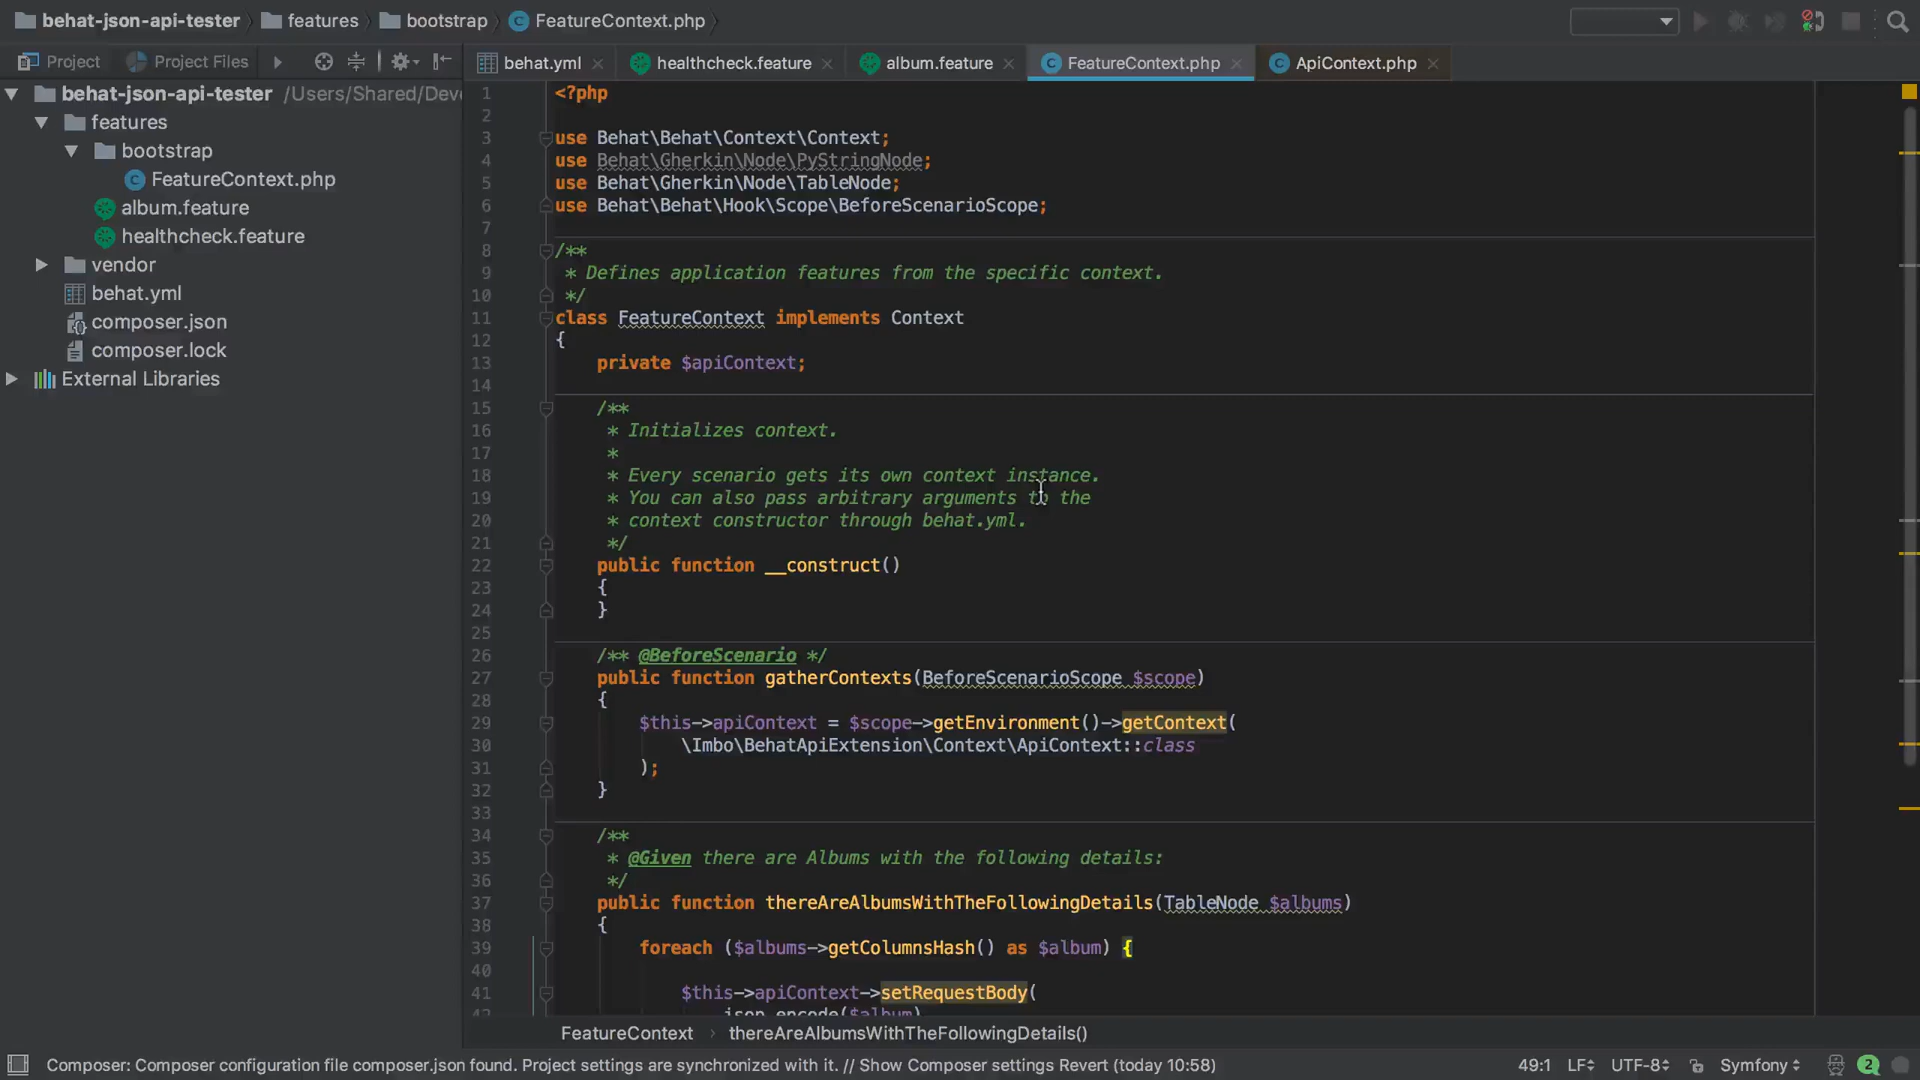 behat-json-api-tester features bootstrap FeatureContext.php
Project Project Files behat.yml healthcheck.feature album.feature FeatureContext.php ApiContext.php
behat-json-api-tester /Users/Shared/Deve
features
bootstrap
FeatureContext.php
album.feature
healthcheck.feature
vendor
behat.yml
composer.json
composer.lock
External Libraries
1 <?php
2
3 use Behat\Behat\Context\Context;
4 use Behat\Gherkin\Node\PyStringNode;
5 use Behat\Gherkin\Node\TableNode;
6 use Behat\Behat\Hook\Scope\BeforeScenarioScope;
7
8 /**
9 * Defines application features from the specific context.
10 */
11 class FeatureContext implements Context
12 {
13 private $apiContext;
14
15 /**
16 * Initializes context.
17 *
18 * Every scenario gets its own context instance.
19 * You can also pass arbitrary arguments to the
20 * context constructor through behat.yml.
21 */
22 public function __construct()
23 {
24 }
25
26 /** @BeforeScenario */
27 public function gatherContexts(BeforeScenarioScope $scope)
28 {
29 $this->apiContext = $scope->getEnvironment()->getContext(
30 \Imbo\BehatApiExtension\Context\ApiContext::class
31 );
32 }
33
34 /**
35 * @Given there are Albums with the following details:
36 */
37 public function thereAreAlbumsWithTheFollowingDetails(TableNode $albums)
38 {
39 foreach ($albums->getColumnsHash() as $album) {
40
41 $this->apiContext->setRequestBody(
42 json_encode($album)
FeatureContext thereAreAlbumsWithTheFollowingDetails()
Composer: Composer configuration file composer.json found. Project settings are synchronized with it. // Show Composer settings Revert (today 10:58) 49:1 LF UTF-8 Symfony 2